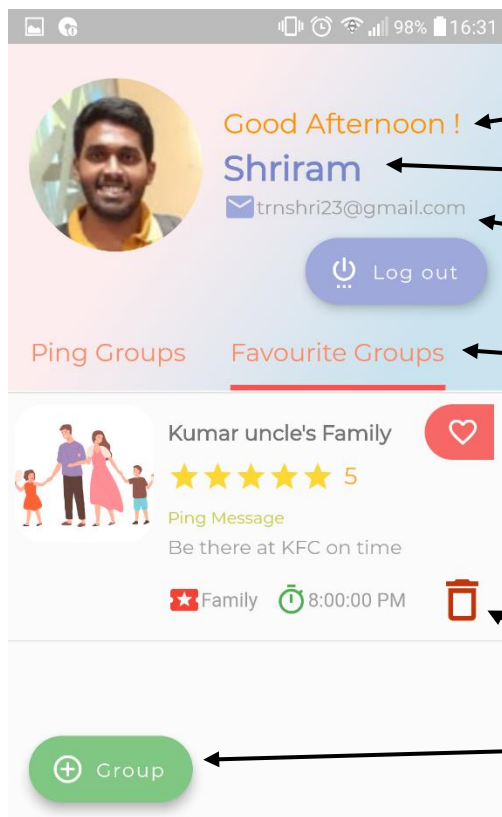 98% 16:31
Good Afternoon !
Shriram
trnshri23@gmail.com
Log out
Ping Groups Favourite Groups
Kumar uncle's Family
5
Ping Message
Be there at KFC on time
Family 8:00:00 PM
Group